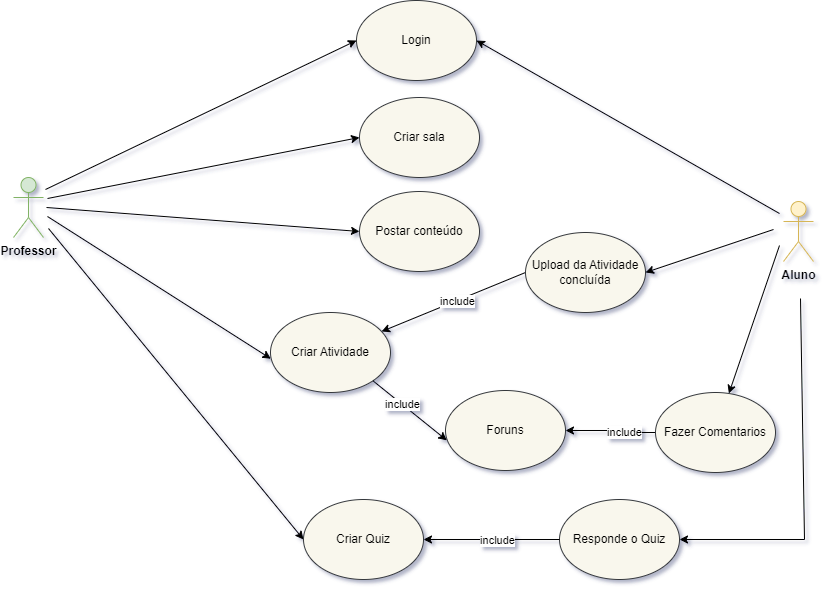 Login
Criar sala
Postar conteúdo
Professor
Aluno
Upload da Atividade
concluída
include
Criar Atividade
include
Foruns
include
Fazer Comentarios
Criar Quiz
include
Responde o Quiz